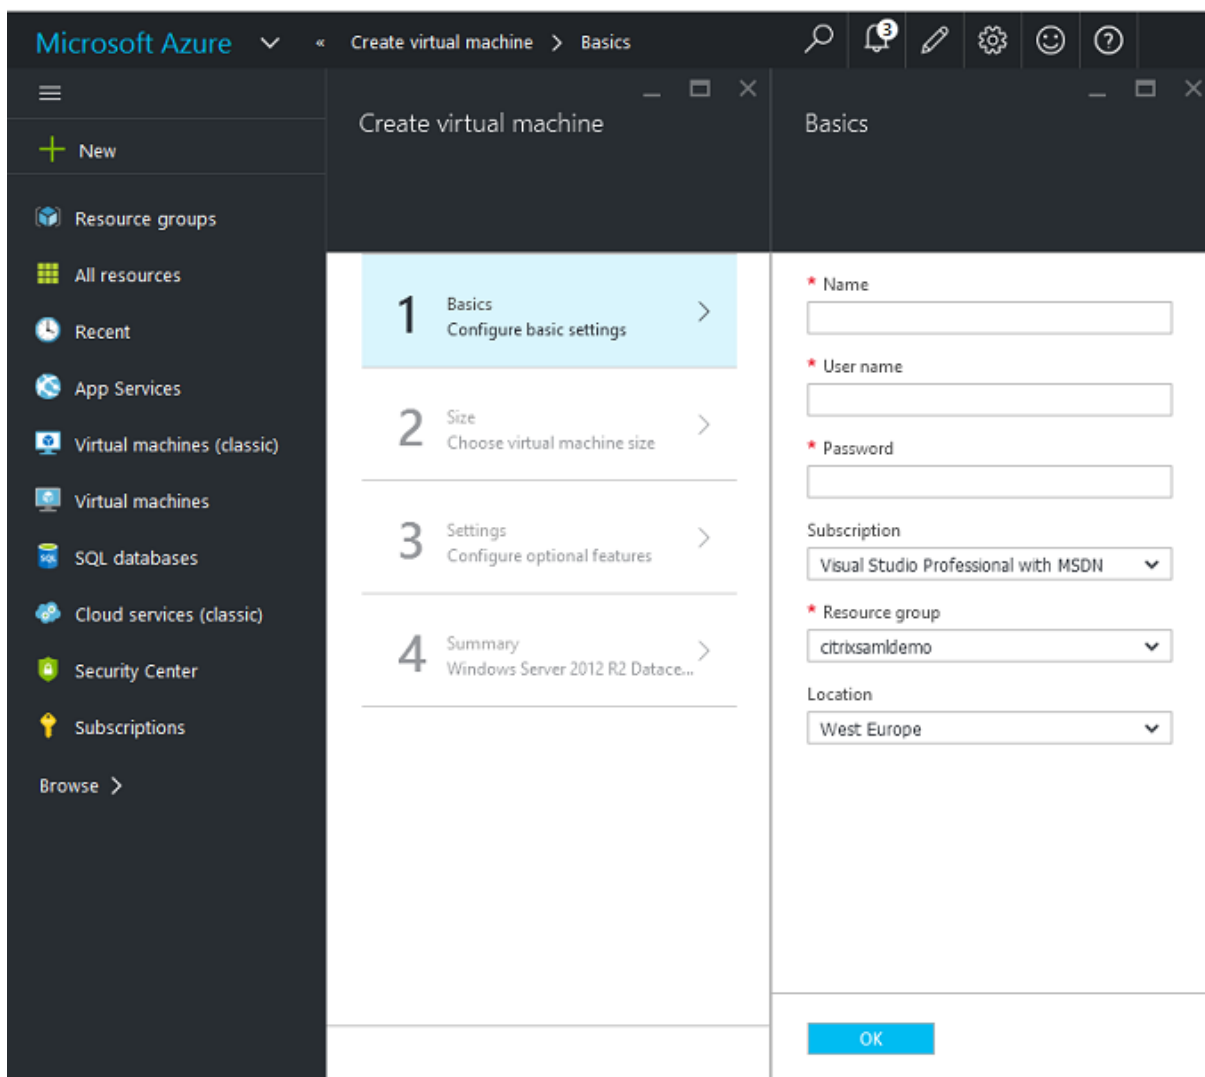 Microsoft Azure « Create virtual machine > Basics 3
New
Resource groups
All resources
Recent
App Services
Virtual machines (classic)
Virtual machines
SQL databases
Cloud services (classic)
Security Center
Subscriptions
Browse >
Create virtual machine
1 Basics
Configure basic settings
2 Size
Choose virtual machine size
3 Settings
Configure optional features
4 Summary
Windows Server 2012 R2 Datace...
Basics
* Name
* User name
* Password
Subscription
Visual Studio Professional with MSDN
* Resource group
citrixsamldemo
Location
West Europe
OK